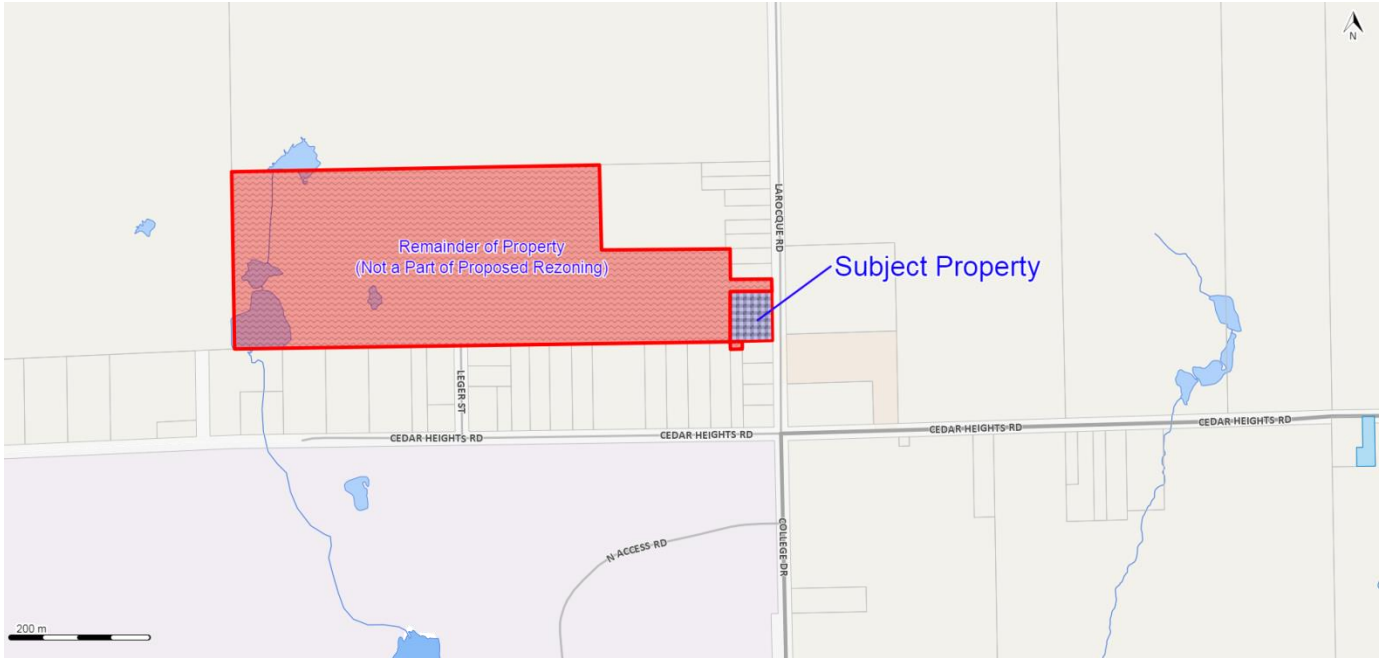 N
LAROCQUE RD
Remainder of Property
(Not a Part of Proposed Rezoning)
Subject Property
LEGER ST
CEDAR HEIGHTS RD
CEDAR HEIGHTS RD
CEDAR HEIGHTS RD
CEDAR HEIGHTS RD
N ACCESS RD
COLLEGE DR
200 m